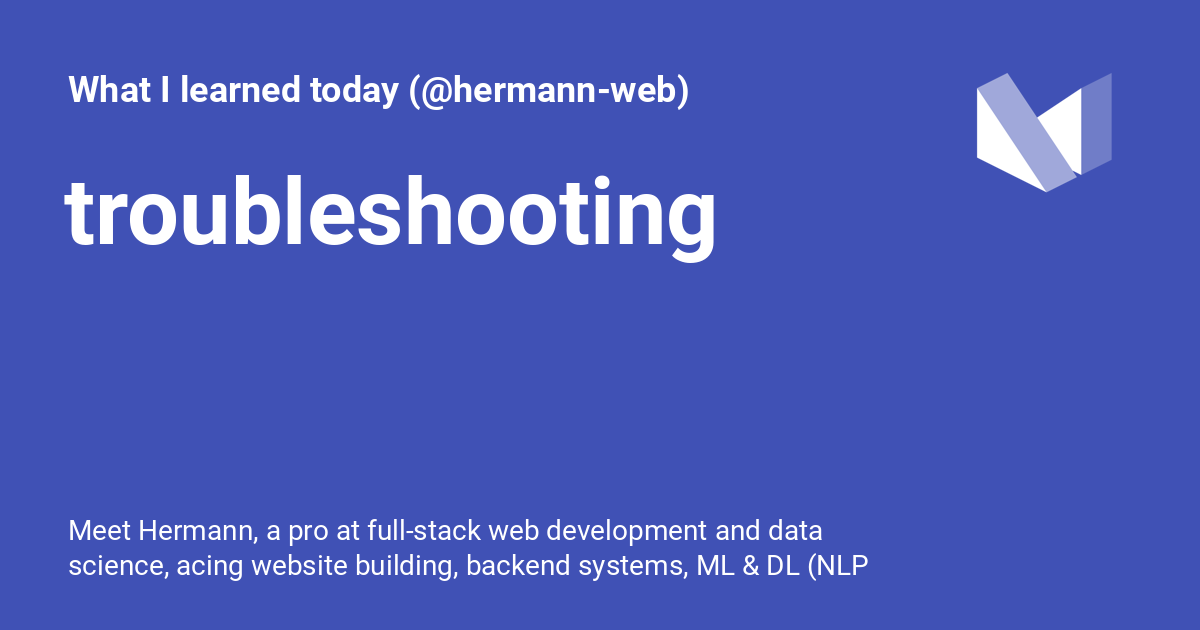 What I learned today (@hermann-web)
troubleshooting
Meet Hermann, a pro at full-stack web development and data
science, acing website building, backend systems, ML & DL (NLP